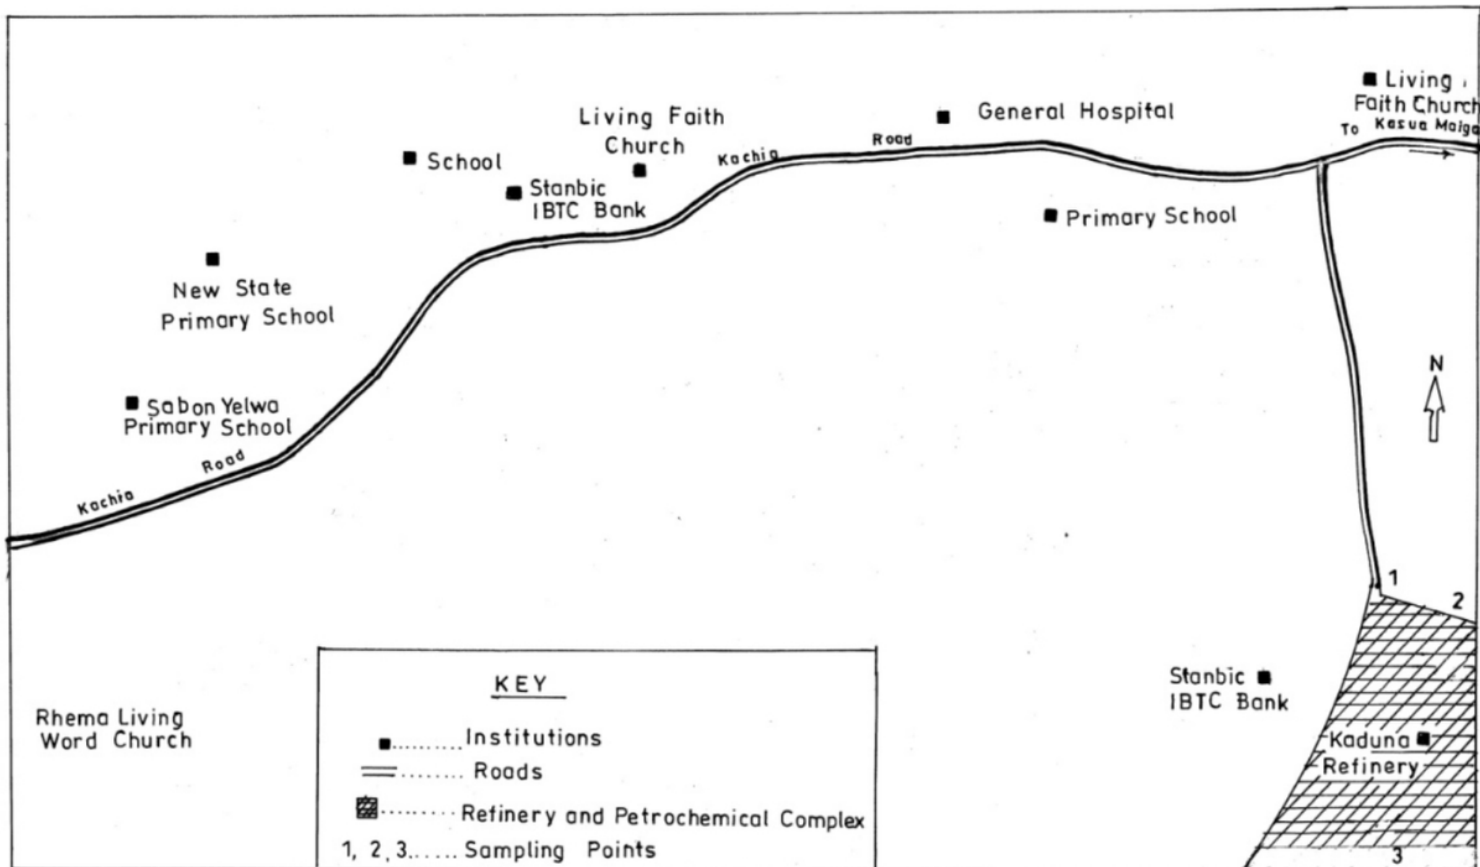 Living
Faith Church
To Kasua Maiga
General Hospital
Living Faith
Church
Kachia Road
School
Stanbic
IBTC Bank
Primary School
New State
Primary School
N
Sabon Yelwa
Primary School
Kachia Road
1
2
Stanbic
IBTC Bank
Rhema Living
Word Church
Kaduna
Refinery
3
KEY
Institutions
Roads
Refinery and Petrochemical Complex
1, 2, 3...... Sampling Points